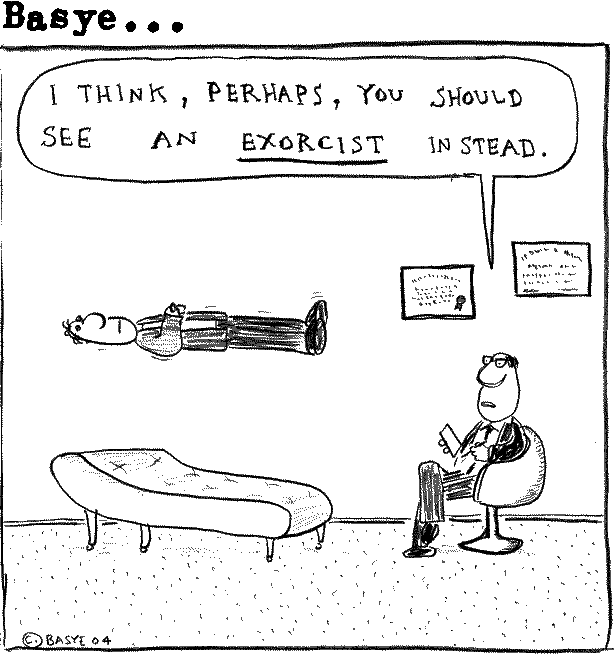 Basye...
I THINK, PERHAPS, YOU SHOULD
SEE AN EXORCIST INSTEAD.
© BASYE 04